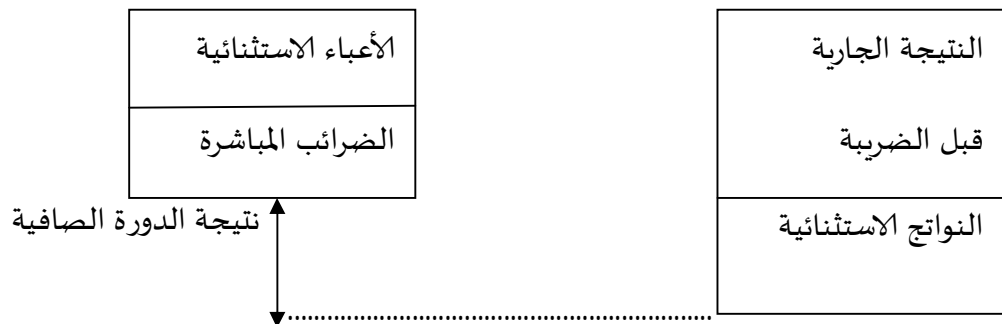 النتيجة الجارية
قبل الضريبة
النواتج الاستثنائية
الأعباء الاستثنائية
الضرائب المباشرة
نتيجة الدورة الصافية